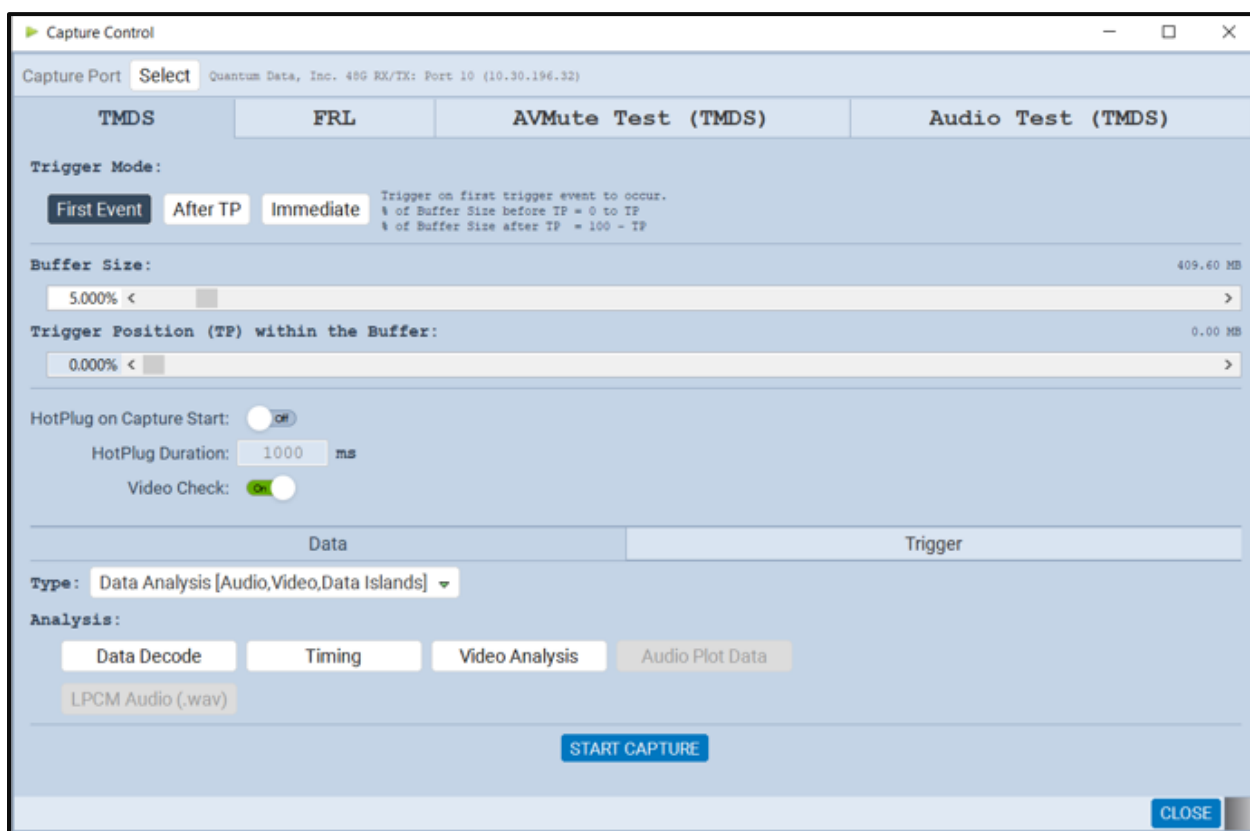 Capture Control
Capture Port Select Quantum Data, Inc. 48G RX/TX: Port 10 (10.30.196.32)
TMDS FRL AVMute Test (TMDS) Audio Test (TMDS)
Trigger Mode:
First Event After TP Immediate
Trigger on first trigger event to occur.
% of Buffer Size before TP = 0 to TP
% of Buffer Size after TP = 100 - TP
Buffer Size: 409.60 MB
5.000% < >
Trigger Position (TP) within the Buffer: 0.00 MB
0.000% < >
HotPlug on Capture Start: Off
HotPlug Duration: 1000 ms
Video Check: On
Data Trigger
Type: Data Analysis [Audio,Video,Data Islands]
Analysis:
Data Decode Timing Video Analysis Audio Plot Data
LPCM Audio (.wav)
START CAPTURE
CLOSE